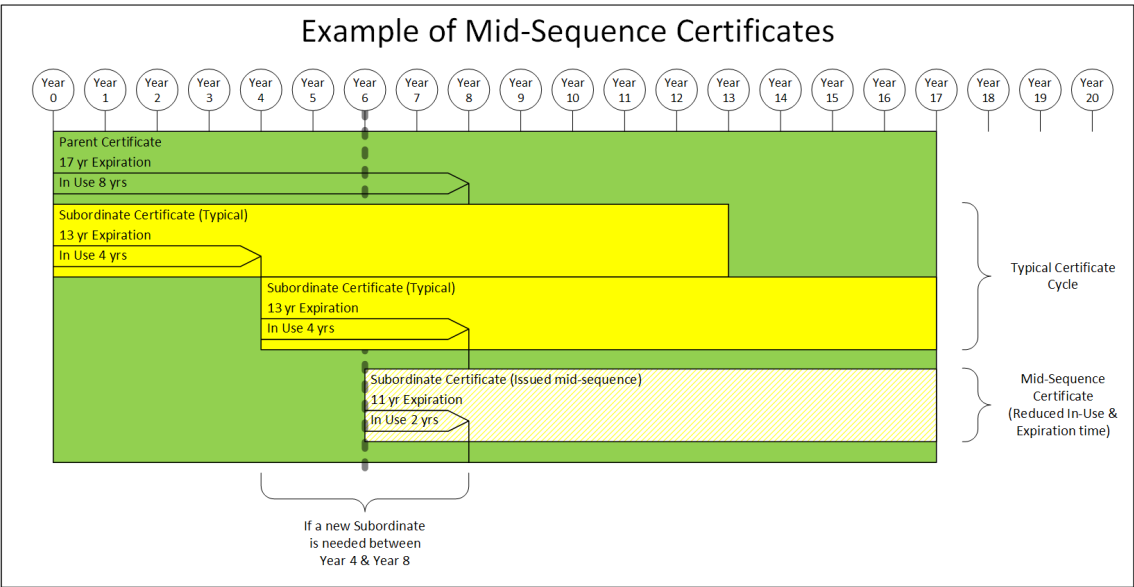 Example of Mid-Sequence Certificates
Year 0
Year 1
Year 2
Year 3
Year 4
Year 5
Year 6
Year 7
Year 8
Year 9
Year 10
Year 11
Year 12
Year 13
Year 14
Year 15
Year 16
Year 17
Year 18
Year 19
Year 20
Parent Certificate
17 yr Expiration
In Use 8 yrs
Subordinate Certificate (Typical)
13 yr Expiration
In Use 4 yrs
Subordinate Certificate (Typical)
13 yr Expiration
In Use 4 yrs
Typical Certificate
Cycle
Subordinate Certificate (Issued mid-sequence)
11 yr Expiration
In Use 2 yrs
Mid-Sequence
Certificate
(Reduced In-Use &
Expiration time)
If a new Subordinate
is needed between
Year 4 & Year 8